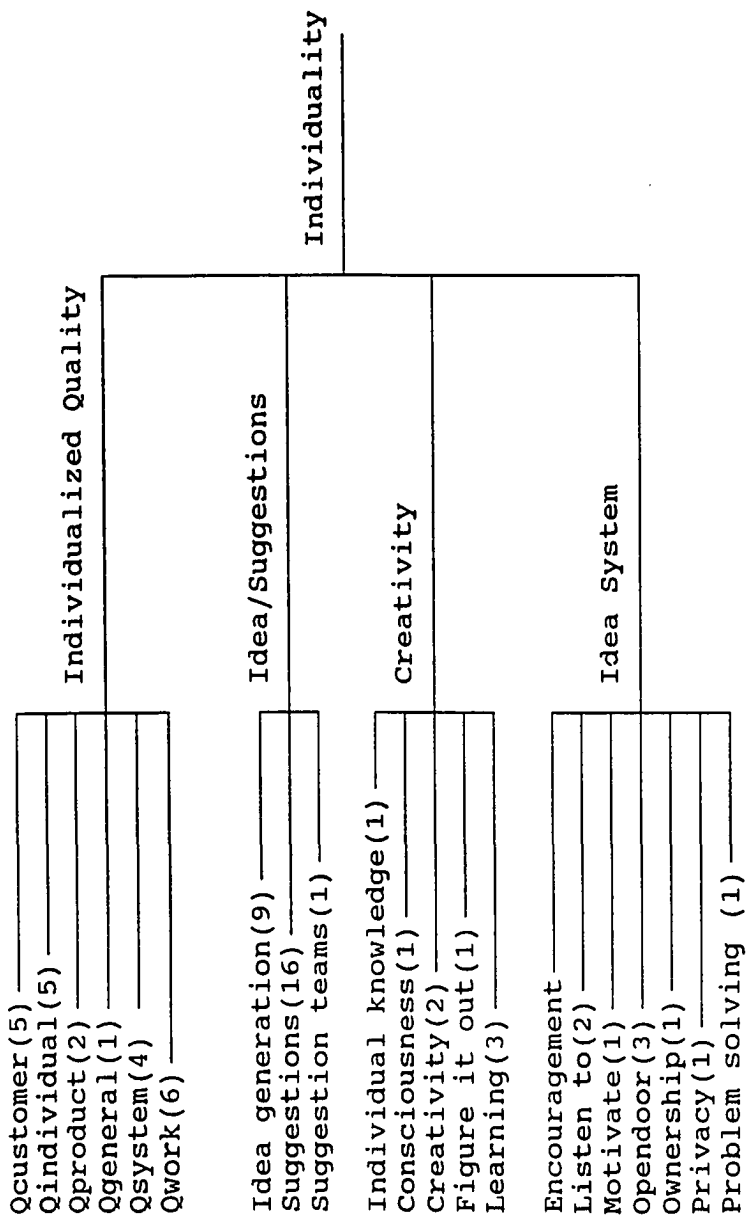 Qcustomer(5)
Qindividual(5)
Qproduct(2)
Qgeneral(1)
Qsystem(4)
Qwork(6)
Individualized Quality
Idea generation(9)
Suggestions(16)
Suggestion teams(1)
Idea/Suggestions
Individual knowledge(1)
Consciousness(1)
Creativity(2)
Figure it out(1)
Learning(3)
Creativity
Encouragement
Listen to(2)
Motivate(1)
Opendoor(3)
Ownership(1)
Privacy(1)
Problem solving (1)
Idea System
Individuality